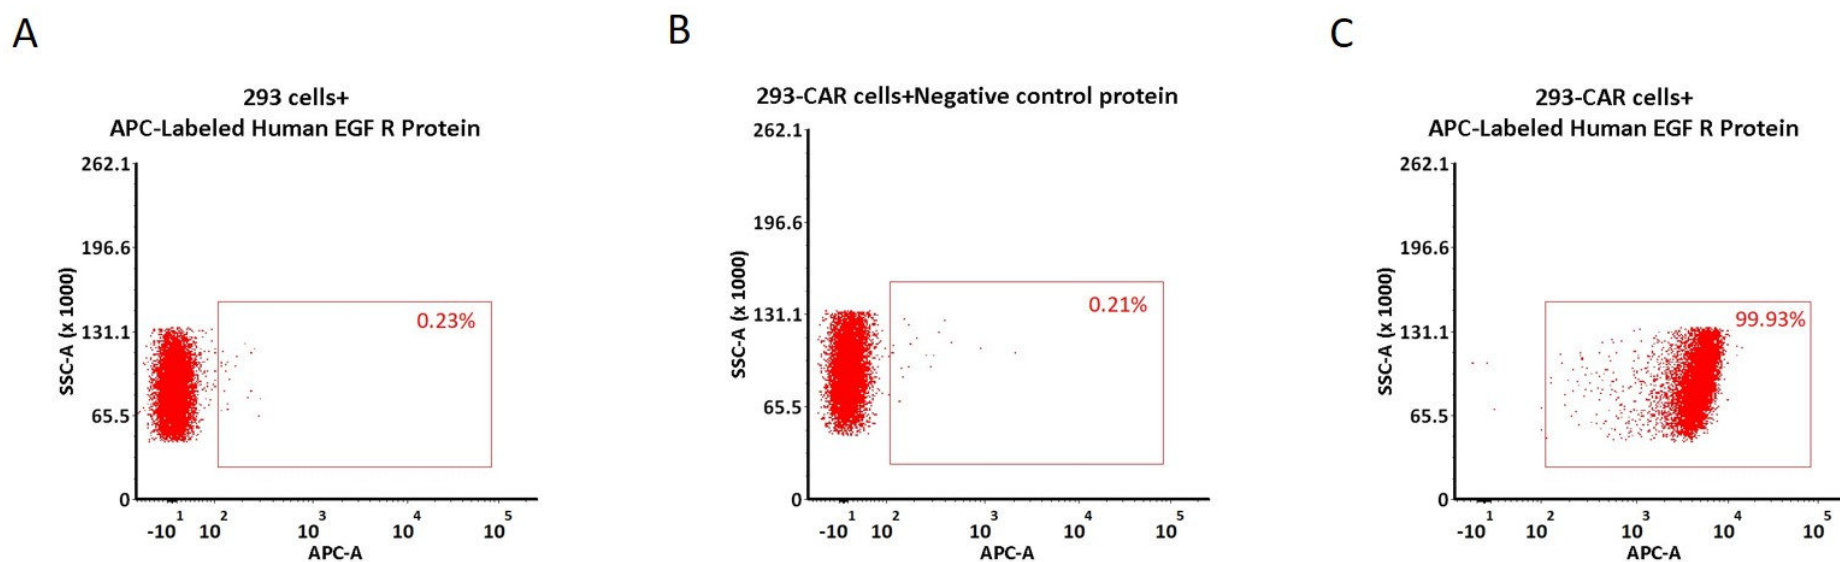 A
293 cells+
APC-Labeled Human EGF R Protein
262.1
196.6
131.1
65.5
0
SSC-A (x 1000)
0.23%
-10 1 10 2 10 3 10 4 10 5
APC-A
B
293-CAR cells+Negative control protein
262.1
196.6
131.1
65.5
0
SSC-A (x 1000)
0.21%
-10 1 10 2 10 3 10 4 10 5
APC-A
C
293-CAR cells+
APC-Labeled Human EGF R Protein
262.1
196.6
131.1
65.5
0
SSC-A (x 1000)
99.93%
-10 1 10 2 10 3 10 4 10 5
APC-A